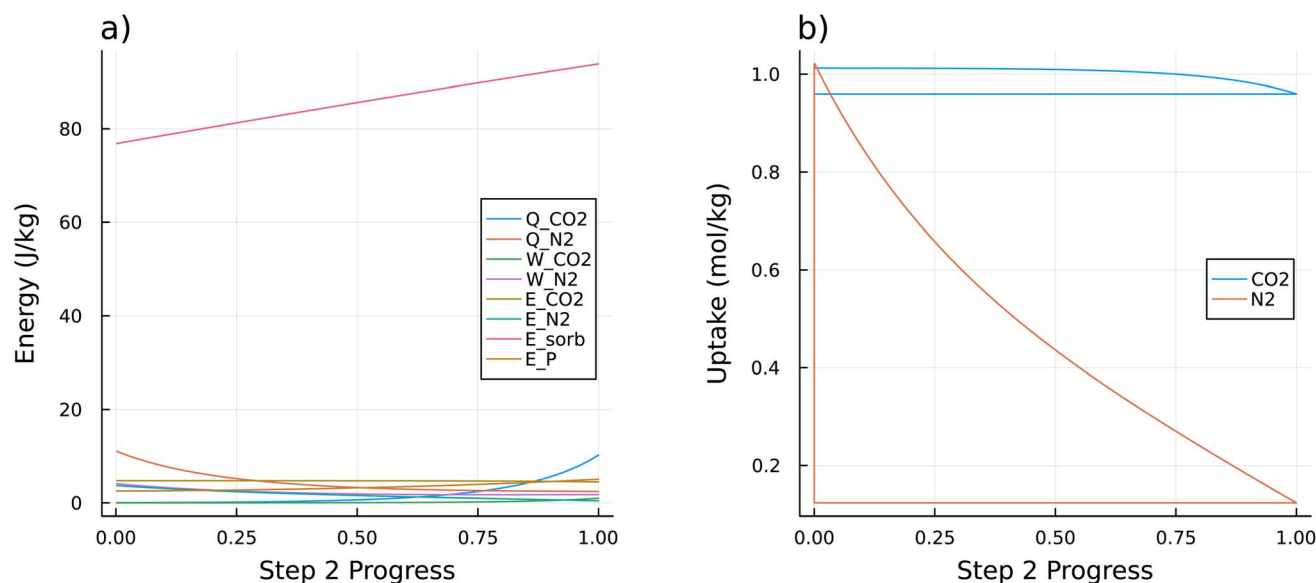 a)
Energy (J/kg)
80
60
40
20
0
0.00 0.25 0.50 0.75 1.00
Step 2 Progress
Q_CO2
Q_N2
W_CO2
W_N2
E_CO2
E_N2
E_sorb
E_P
b)
Uptake (mol/kg)
1.0
0.8
0.6
0.4
0.2
0.00 0.25 0.50 0.75 1.00
Step 2 Progress
CO2
N2